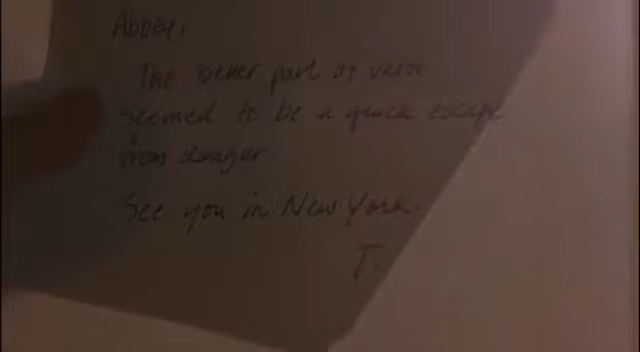 Abbey,
The better part of valor
seemed to be a quick escape
from danger.
See you in New York.
T.